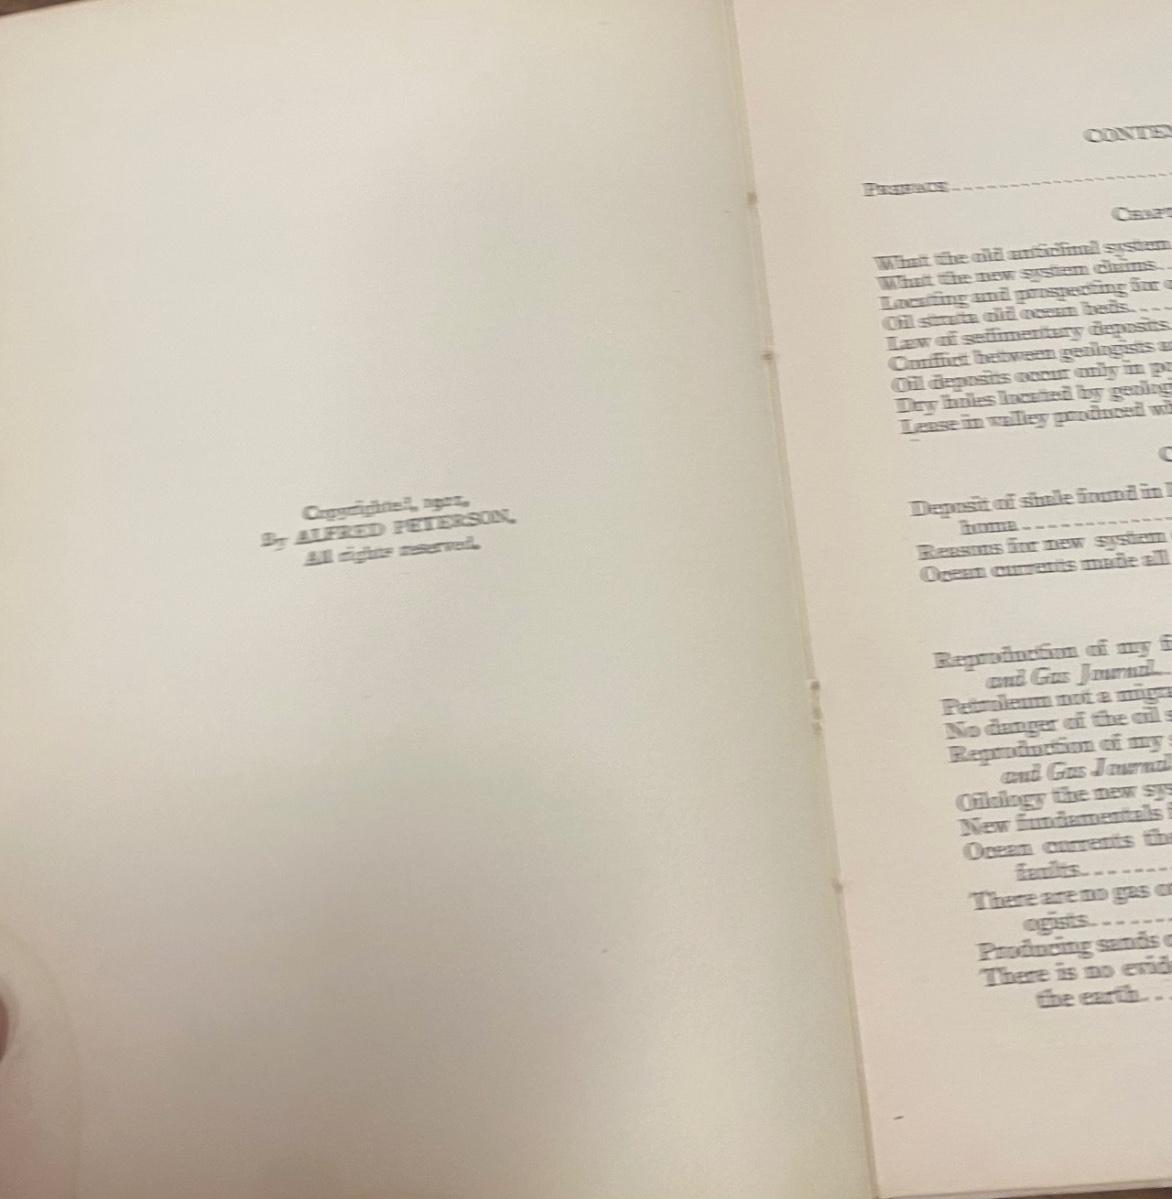 Copyrighted,
By ALFRED PETERSON.
All rights reserved.
CONTE
PREFACE
CHAPT
What the old anticlinal system
What the new system claims.
Locating and prospecting for
Oil strata old ocean beds.
Law of sedimentary deposits
Conflict between geologists
Oil deposits occur only in
Dry holes located by geolog
Lease in valley produced
C
Deposit of shale found in
homa
Reasons for new system
Ocean currents made all
Reproduction of my
and Gas Journal.
Petroleum not a
No danger of the oil
Reproduction of my
and Gas Journal
Oilology the new sys
New fundamentals
Ocean currents the
faults.
There are no gas
ogists.
Producing sands
There is no evid
the earth.